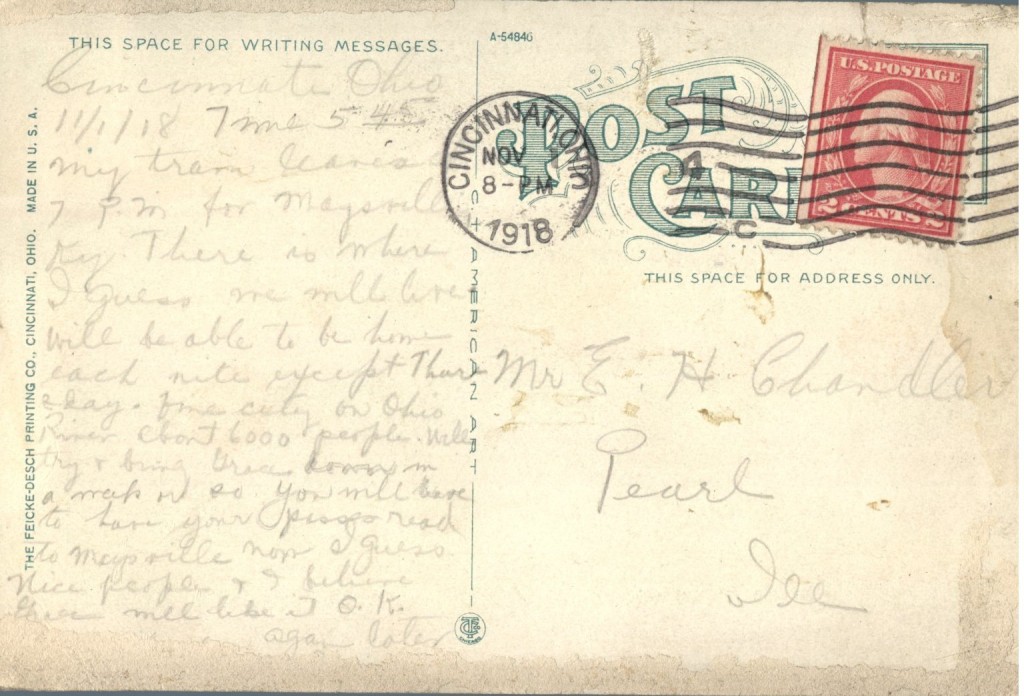 THIS SPACE FOR WRITING MESSAGES.
Cincinnati Ohio
11/1/18 Time 5 45
my train leaves
7 P.M for Maysville
Ky. There is where
I guess we will live
will be able to be home
each nite except Thurs
day. fine city on Ohio
River about 6000 people. Will
try & bring Grace down in
a week or so. You will have
to have your passes read
to Maysville now I guess.
Nice people & I believe
Grace will like it O.K.
again later
THE FEICKE-DESCH PRINTING CO., CINCINNATI, OHIO. MADE IN U. S. A.
A-54846
POST CARD
CINCINNATI, OHIO
NOV 1
8-PM
1918
1
C
U.S. POSTAGE
2 CENTS 2
THIS SPACE FOR ADDRESS ONLY.
AMERICAN ART
Mr E. H. Chandler
Pearl
Ill